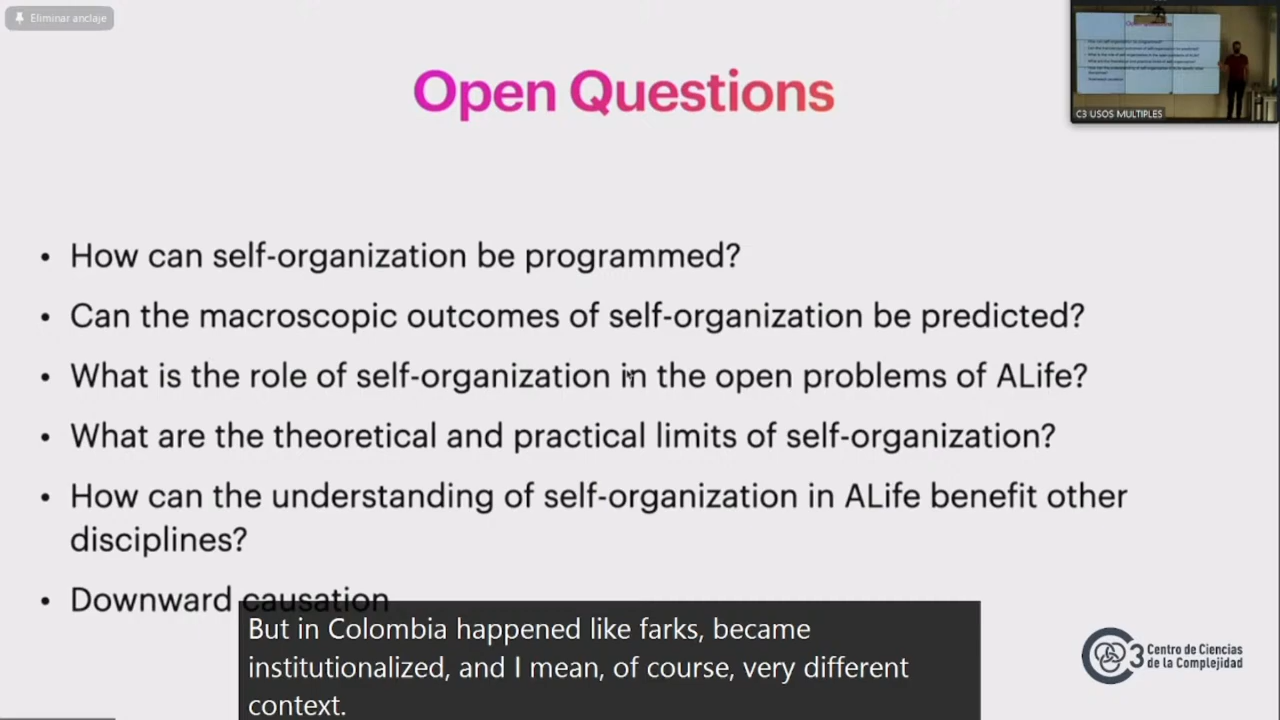 Eliminar anclaje
Open Questions
C3 USOS MULTIPLES
• How can self-organization be programmed?
• Can the macroscopic outcomes of self-organization be predicted?
• What is the role of self-organization in the open problems of ALife?
• What are the theoretical and practical limits of self-organization?
• How can the understanding of self-organization in ALife benefit other
disciplines?
• Downward causation
But in Colombia happened like farks, became
institutionalized, and I mean, of course, very different
context.
3 Centro de Ciencias
de la Complejidad